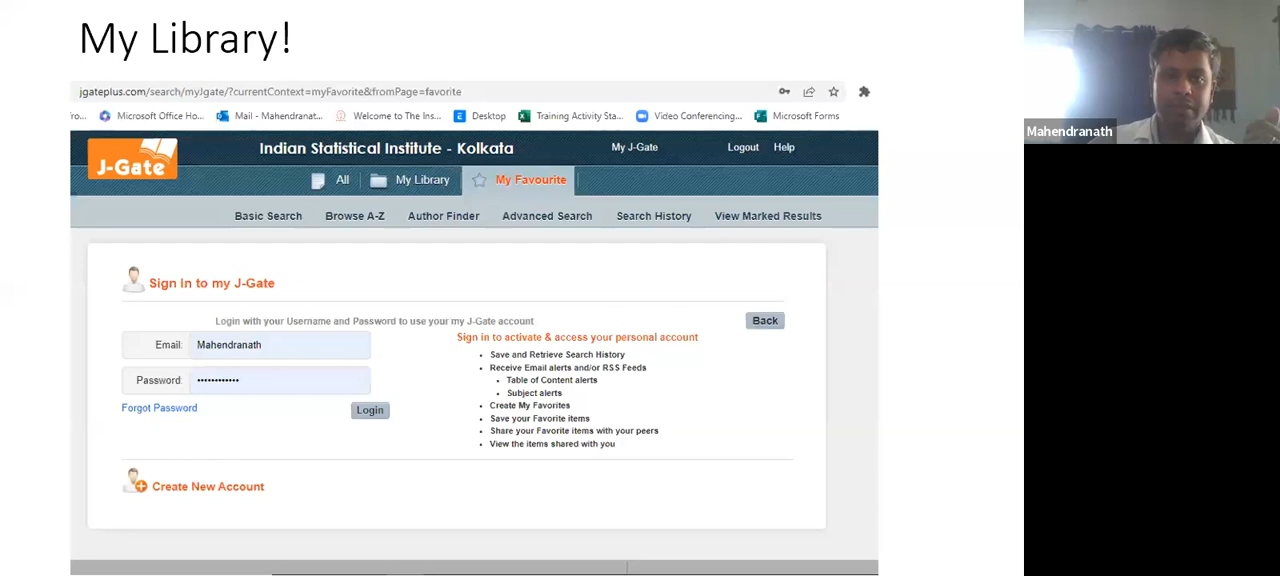 My Library!
jgateplus.com/search/myJgate/?currentContext=myFavorite&fromPage=favorite
ro... Microsoft Office Ho... Mail - Mahendranat... Welcome to The Ins... Desktop Training Activity Sta... Video Conferencing... Microsoft Forms
J-Gate Indian Statistical Institute - Kolkata My J-Gate Logout Help
All My Library My Favourite
Basic Search Browse A-Z Author Finder Advanced Search Search History View Marked Results
Sign In to my J-Gate
Login with your Username and Password to use your my J-Gate account
Back
Email: Mahendranath
Password: ••••••••••••
Forgot Password
Login
Sign in to activate & access your personal account
• Save and Retrieve Search History
• Receive Email alerts and/or RSS Feeds
• Table of Content alerts
• Subject alerts
• Create My Favorites
• Save your Favorite items
• Share your Favorite items with your peers
• View the items shared with you
Create New Account
Mahendranath